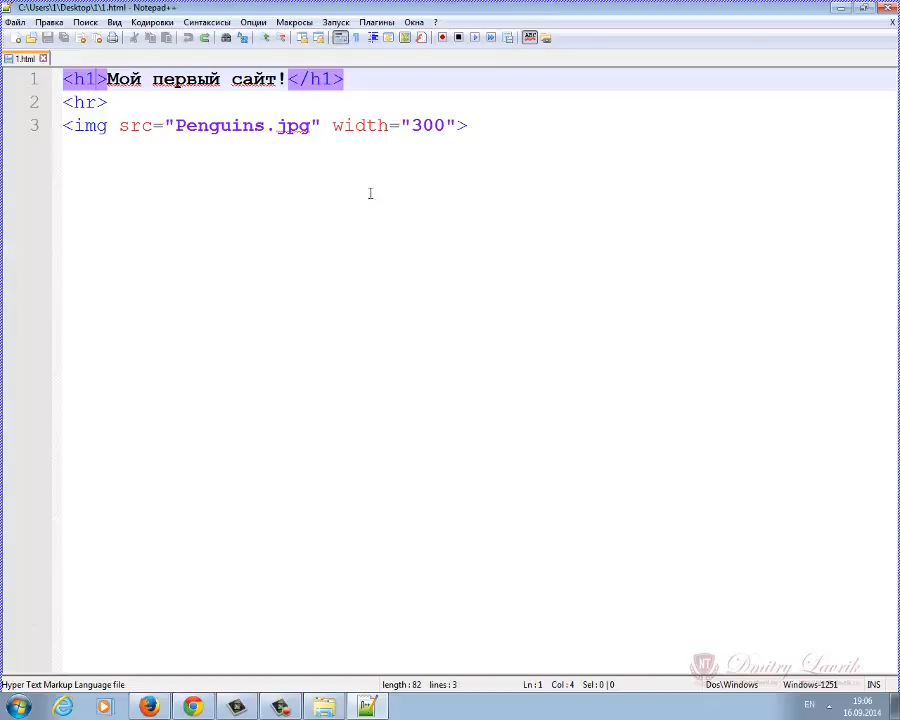 C:\Users\1\Desktop\1\1.html - Notepad++
Файл Правка Поиск Вид Кодировки Синтаксисы Опции Макросы Запуск Плагины Окна ? X
1.html
1 <h1>Мой первый сайт!</h1>
2 <hr>
3 <img src="Penguins.jpg" width="300">
NT Dmitry Lavrik
Hyper Text Markup Language file length : 82 lines : 3 Ln : 1 Col : 4 Sel : 0 | 0 Dos\Windows Windows-1251 INS
EN 19:06
16.09.2014